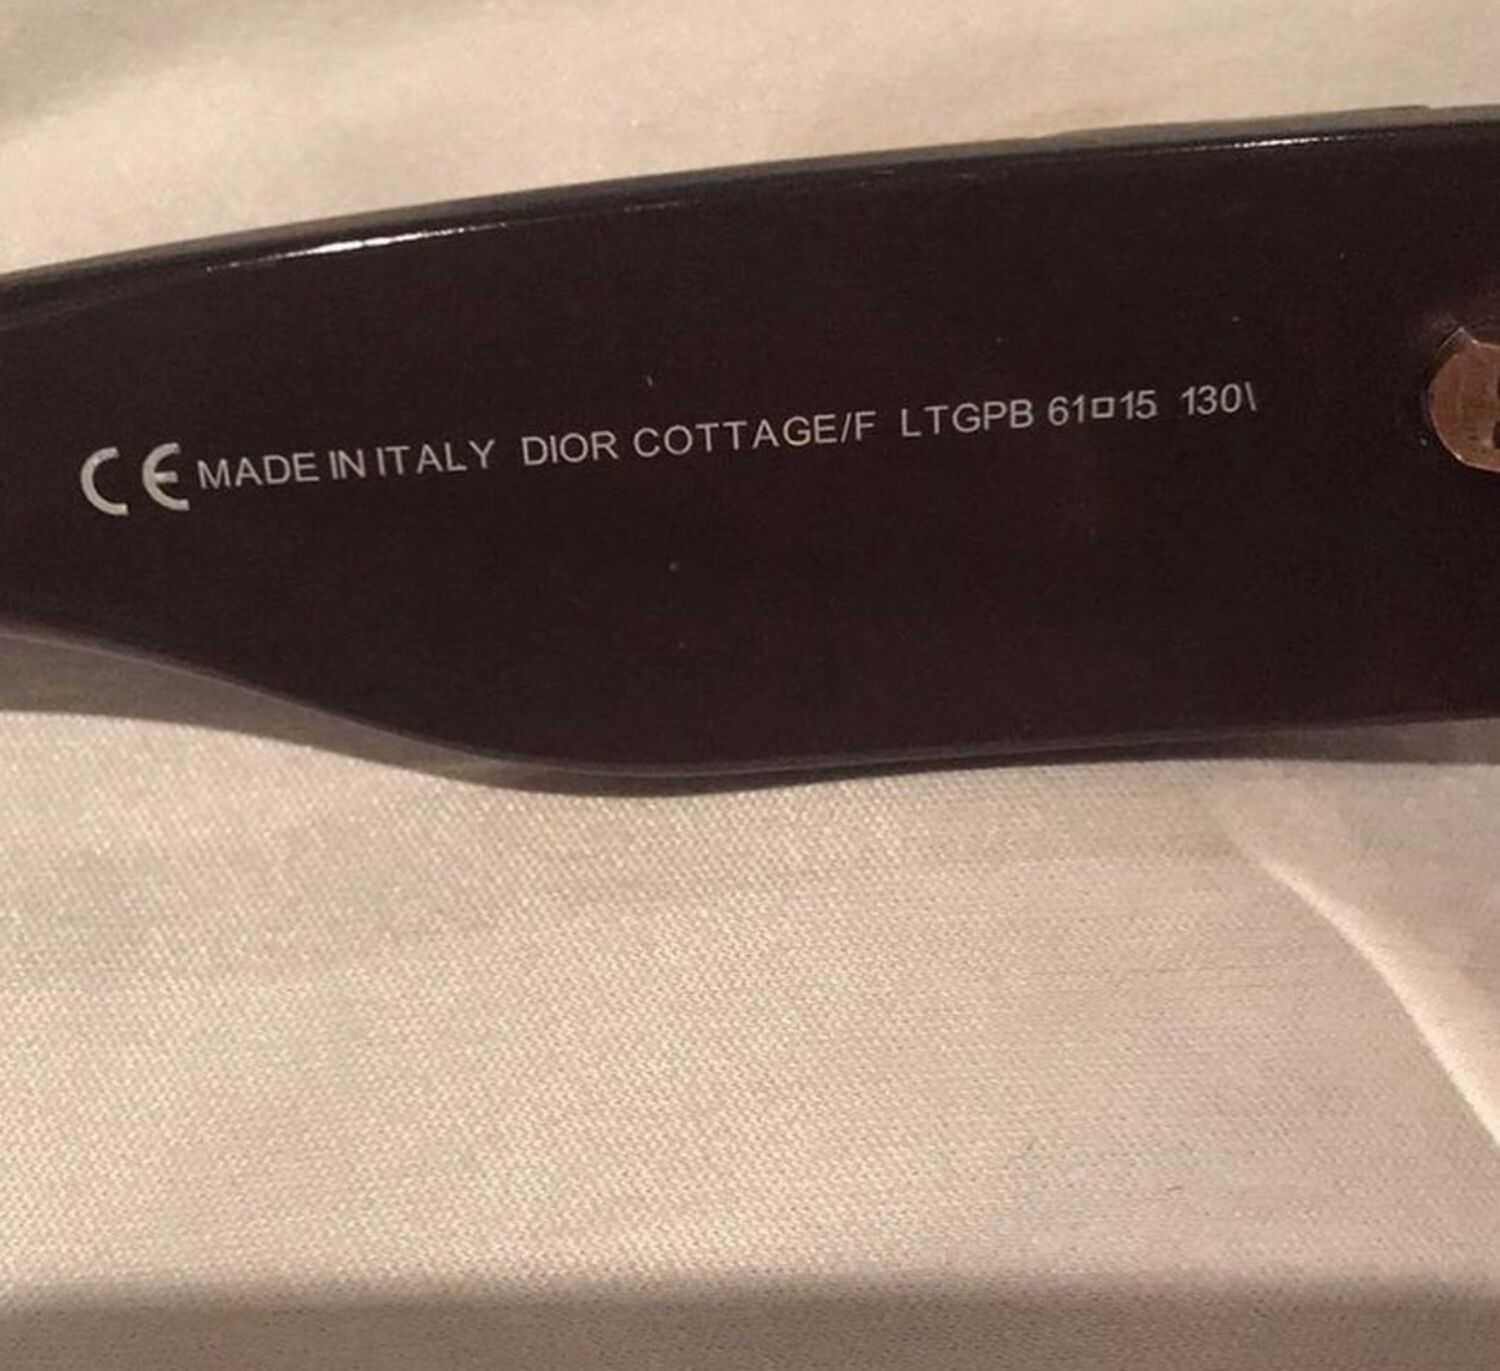 CE MADE IN ITALY DIOR COTTAGE/F LTGPB 61□15 130\